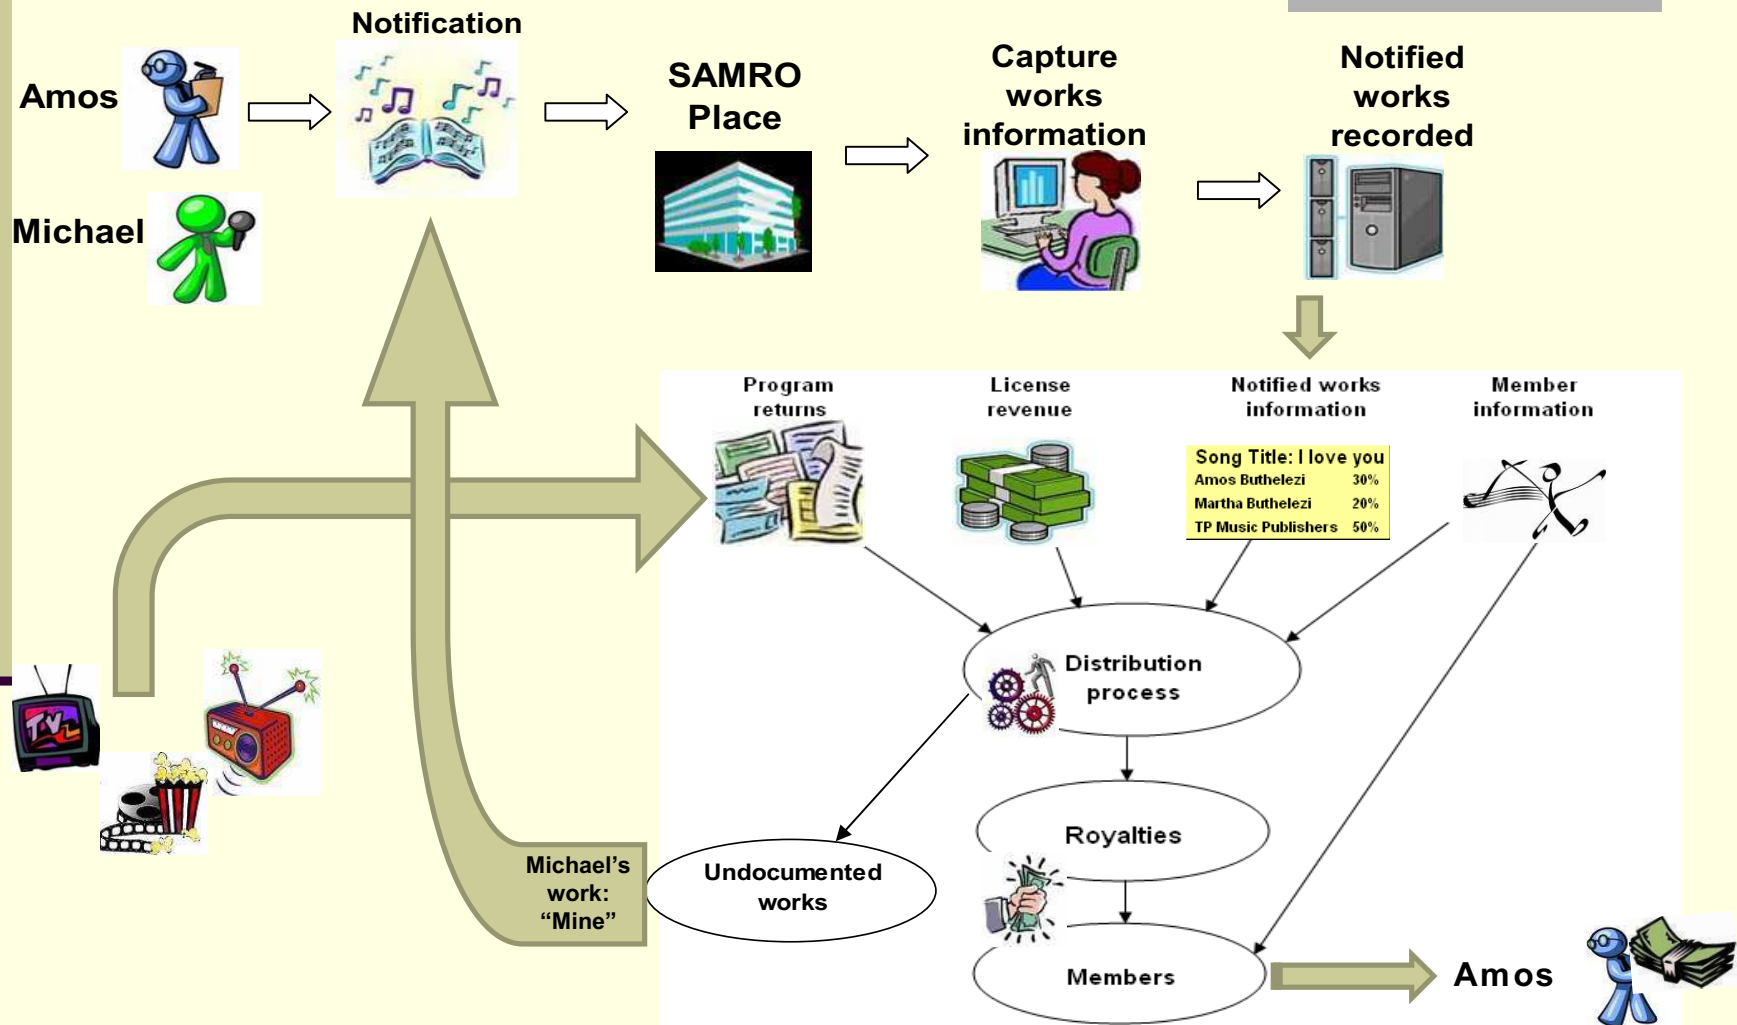 Notification
Amos
Michael
SAMRO
Place
Capture
works
information
Notified
works
recorded
Program
returns
License
revenue
Notified works
information
Member
information
Song Title: I love you
Amos Buthelezi 30%
Martha Buthelezi 20%
TP Music Publishers 50%
Distribution
process
TV
Royalties
Michael's
work:
“Mine”
Undocumented
works
Members
Amos